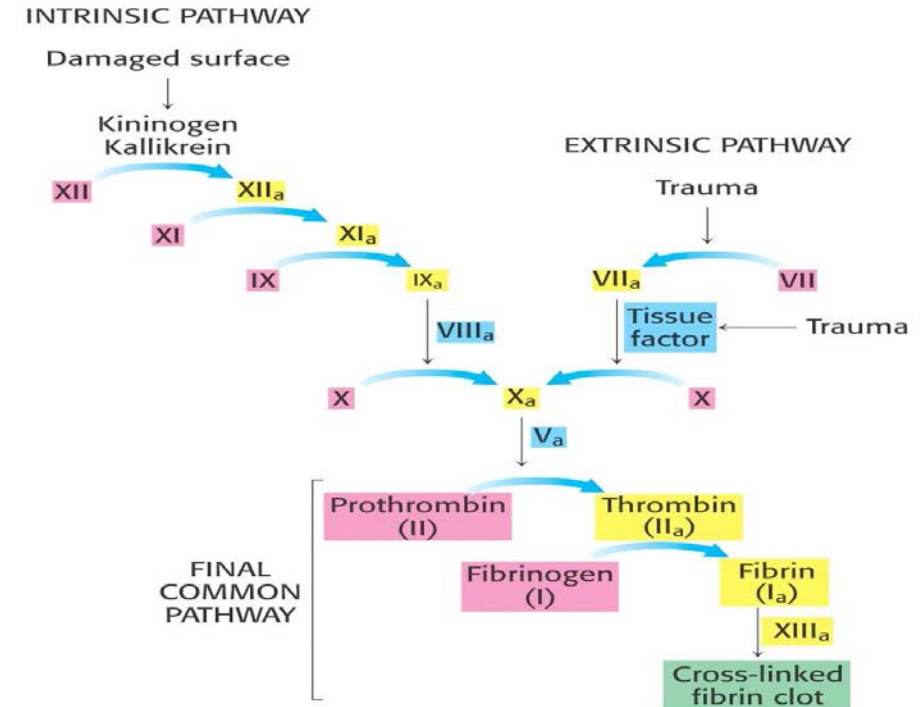 INTRINSIC PATHWAY
Damaged surface
Kininogen
Kallikrein
XII
XIIa
XI
XIa
IX
IXa
VIIIa
EXTRINSIC PATHWAY
Trauma
VIIa
VII
Tissue
factor
Trauma
X
Xa
X
Va
FINAL
COMMON
PATHWAY
Prothrombin
(II)
Thrombin
(IIa)
Fibrinogen
(I)
Fibrin
(Ia)
XIIIa
Cross-linked
fibrin clot